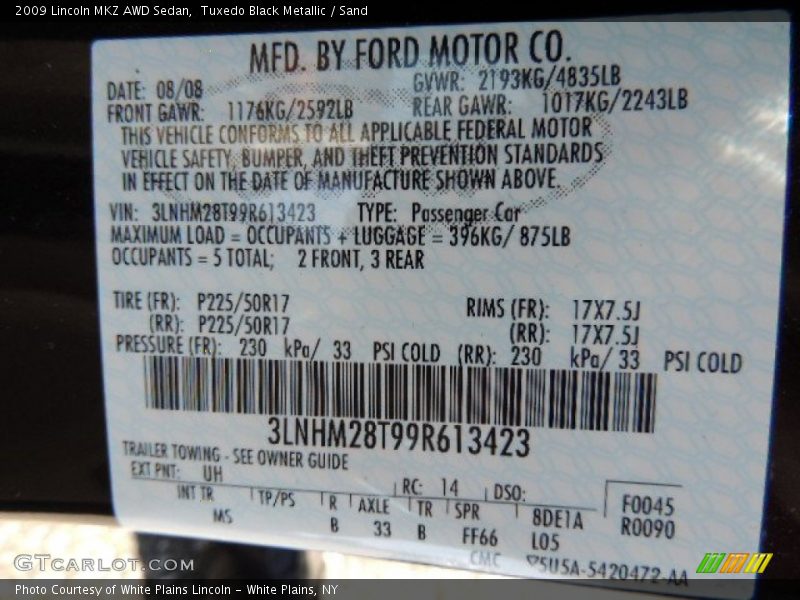 2009 Lincoln MKZ AWD Sedan,  Tuxedo Black Metallic / Sand
MFD. BY FORD MOTOR CO.
DATE: 08/08 GVWR: 2193KG/4835LB
FRONT GAWR: 1176KG/2592LB REAR GAWR: 1017KG/2243LB
THIS VEHICLE CONFORMS TO ALL APPLICABLE FEDERAL MOTOR
VEHICLE SAFETY, BUMPER, AND THEFT PREVENTION STANDARDS
IN EFFECT ON THE DATE OF MANUFACTURE SHOWN ABOVE.
VIN: 3LNHM28T99R613423 TYPE: Passenger Car
MAXIMUM LOAD = OCCUPANTS + LUGGAGE = 396KG/ 875LB
OCCUPANTS = 5 TOTAL; 2 FRONT, 3 REAR
TIRE (FR): P225/50R17 RIMS (FR): 17X7.5J
(RR): P225/50R17 (RR): 17X7.5J
PRESSURE (FR): 230 kPa/ 33 PSI COLD (RR): 230 kPa/ 33 PSI COLD
3LNHM28T99R613423
TRAILER TOWING - SEE OWNER GUIDE
EXT PNT: UH RC: 14 DSO:
INT TR TP/PS R AXLE TR SPR 8DE1A F0045
MS B 33 B FF66 L05 R0090
CMC 5U5A-5420472-AA
GTCarLot.com
Photo Courtesy of White Plains Lincoln - White Plains, NY